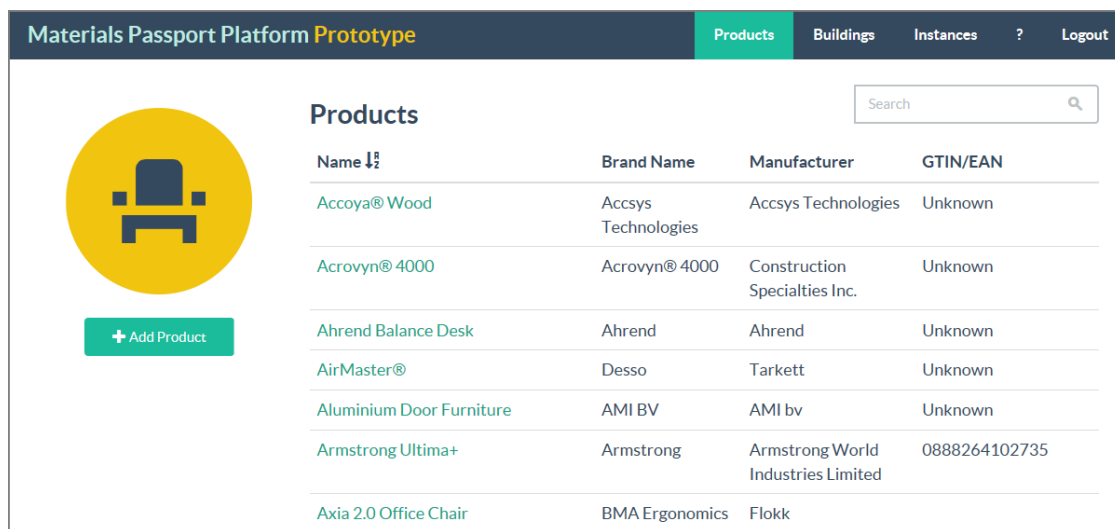 Materials Passport Platform Prototype
Products Buildings Instances ? Logout
Search
Products
Name Brand Name Manufacturer GTIN/EAN
Accoya® Wood Accsys Technologies Accsys Technologies Unknown
Acrovyn® 4000 Acrovyn® 4000 Construction Specialties Inc. Unknown
Ahrend Balance Desk Ahrend Ahrend Unknown
AirMaster® Desso Tarkett Unknown
Aluminium Door Furniture AMI BV AMI bv Unknown
Armstrong Ultima+ Armstrong Armstrong World Industries Limited 0888264102735
Axia 2.0 Office Chair BMA Ergonomics Flokk
+ Add Product